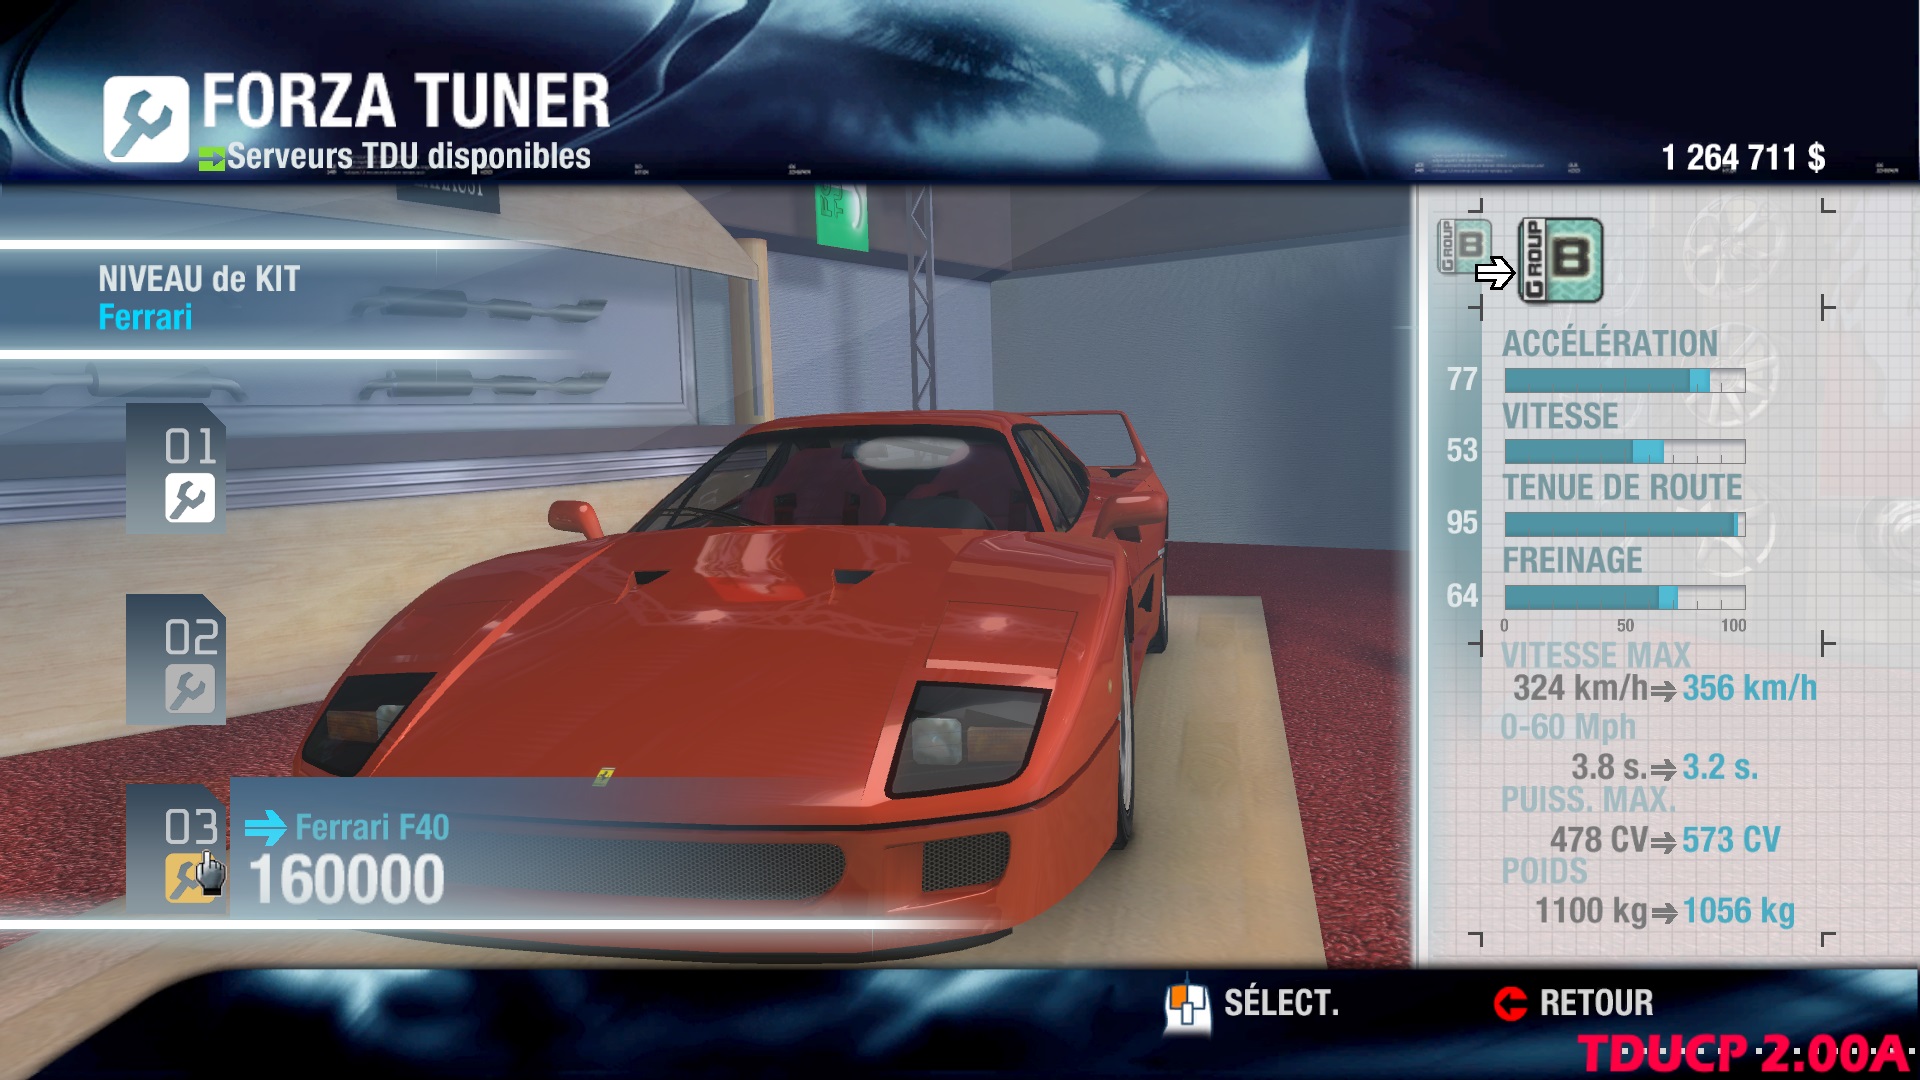 FORZA TUNER
Serveurs TDU disponibles
1 264 711 $
NIVEAU de KIT
Ferrari
01
02
03
Ferrari F40
160000
GROUP B
GROUP B
ACCÉLÉRATION
77
VITESSE
53
TENUE DE ROUTE
95
FREINAGE
64
0 50 100
VITESSE MAX
324 km/h 356 km/h
0-60 Mph
3.8 s. 3.2 s.
PUISS. MAX.
478 CV 573 CV
POIDS
1100 kg 1056 kg
SÉLECT.
RETOUR
TDUCP 2.00A